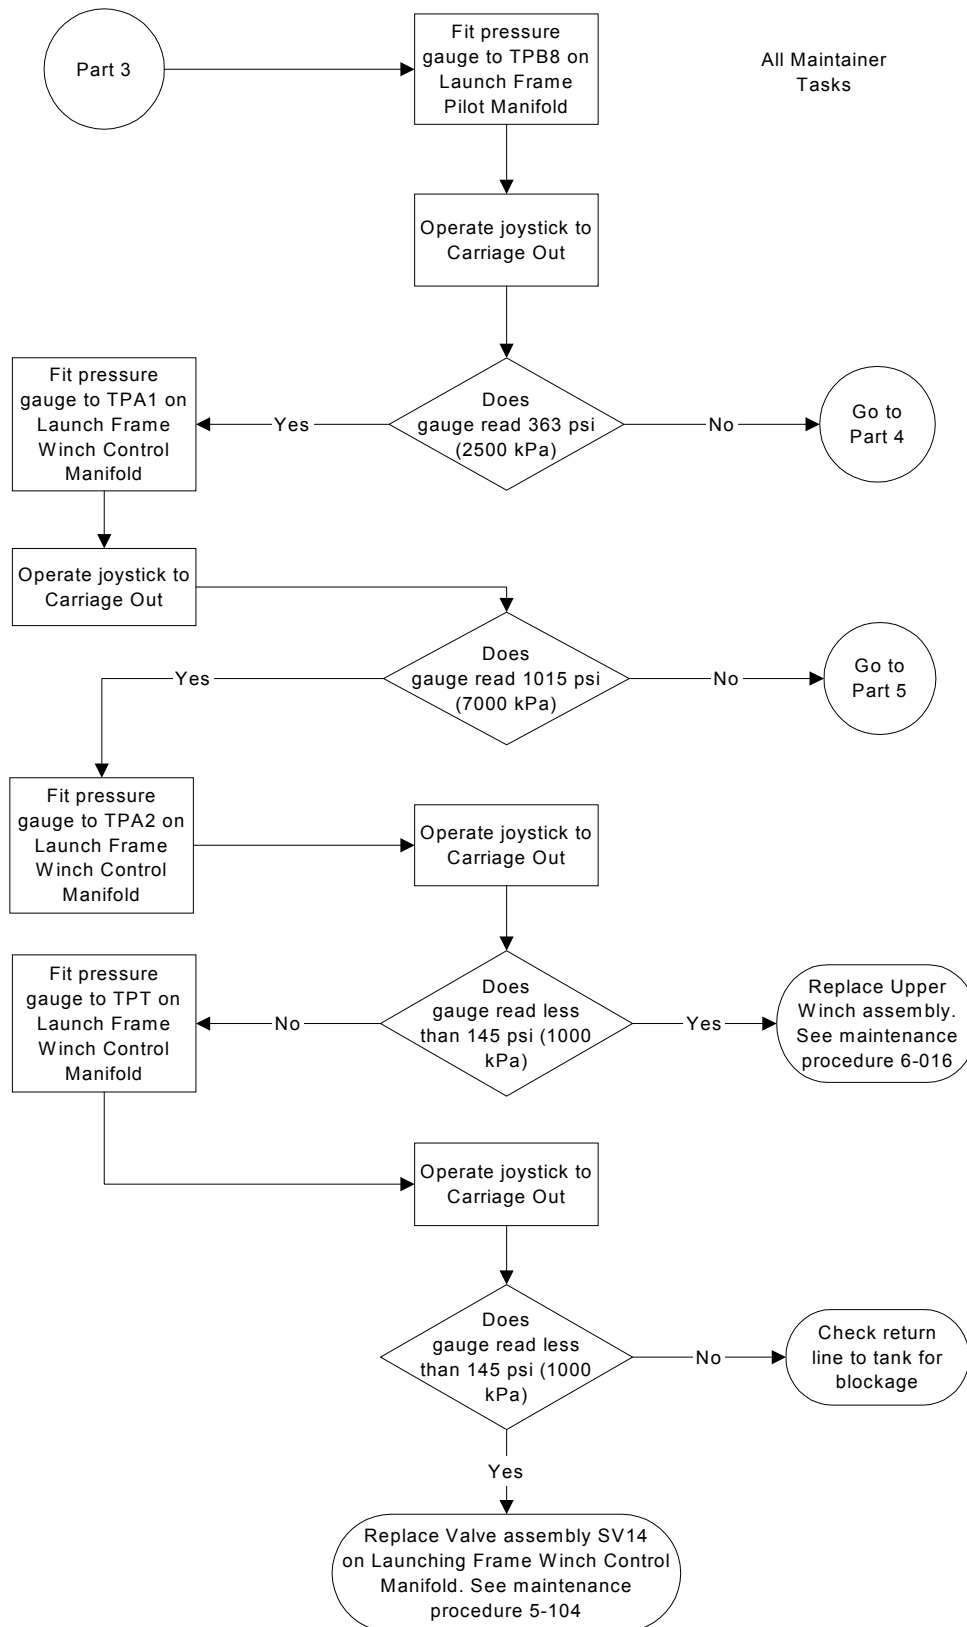 Part 3
Fit pressure
gauge to TPB8 on
Launch Frame
Pilot Manifold
All Maintainer
Tasks
Operate joystick to
Carriage Out
Does
gauge read 363 psi
(2500 kPa)
Yes
No
Go to
Part 4
Fit pressure
gauge to TPA1 on
Launch Frame
Winch Control
Manifold
Operate joystick to
Carriage Out
Does
gauge read 1015 psi
(7000 kPa)
Yes
No
Go to
Part 5
Fit pressure
gauge to TPA2 on
Launch Frame
Winch Control
Manifold
Operate joystick to
Carriage Out
Does
gauge read less
than 145 psi (1000
kPa)
No
Yes
Replace Upper
Winch assembly.
See maintenance
procedure 6-016
Fit pressure
gauge to TPT on
Launch Frame
Winch Control
Manifold
Operate joystick to
Carriage Out
Does
gauge read less
than 145 psi (1000
kPa)
No
Check return
line to tank for
blockage
Yes
Replace Valve assembly SV14
on Launching Frame Winch Control
Manifold. See maintenance
procedure 5-104